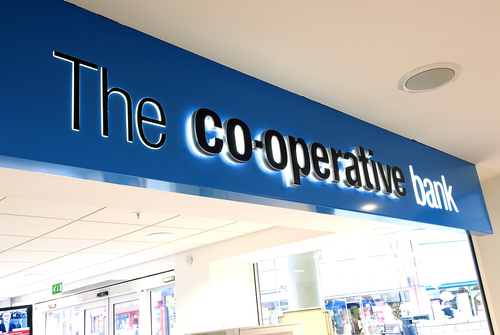 The co-operative bank